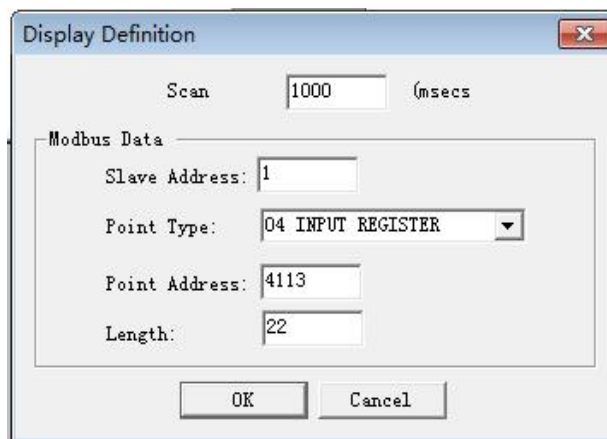 Display Definition
Scan 1000 (msecs
Modbus Data
Slave Address: 1
Point Type: 04 INPUT REGISTER
Point Address: 4113
Length: 22
OK Cancel